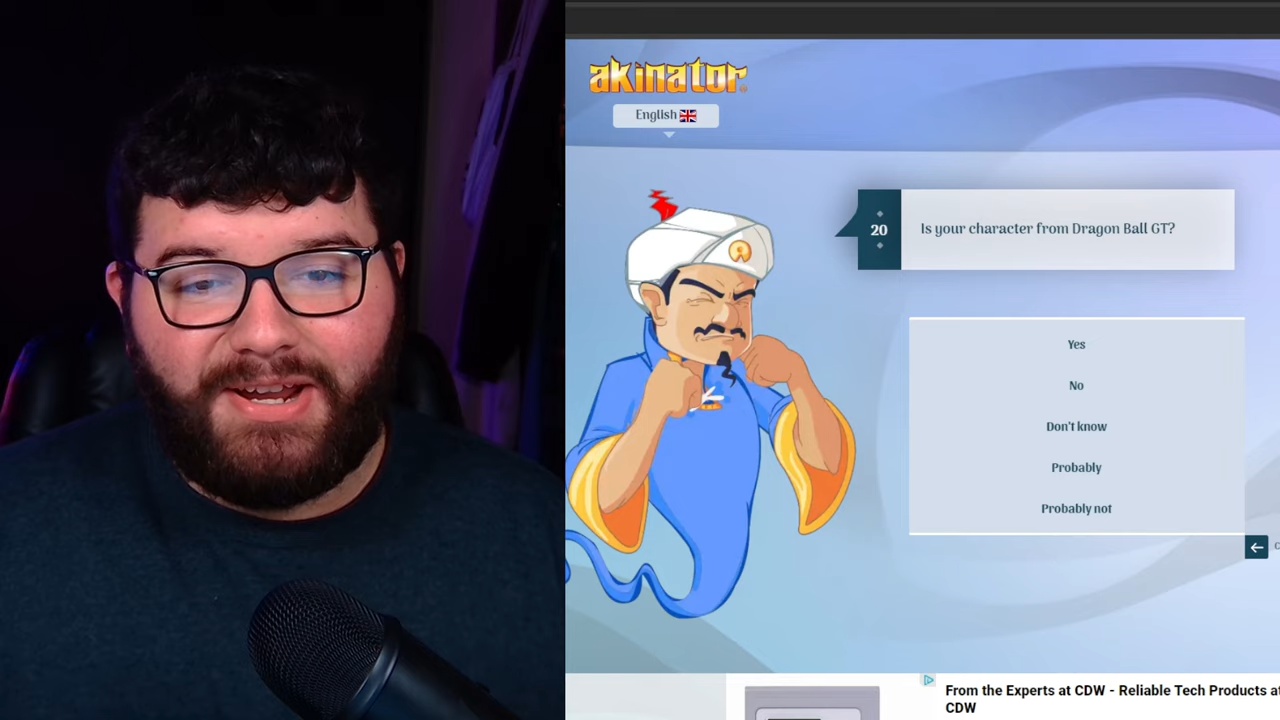 akinator
English
20
Is your character from Dragon Ball GT?
Yes
No
Don't know
Probably
Probably not
From the Experts at CDW - Reliable Tech Products at
CDW